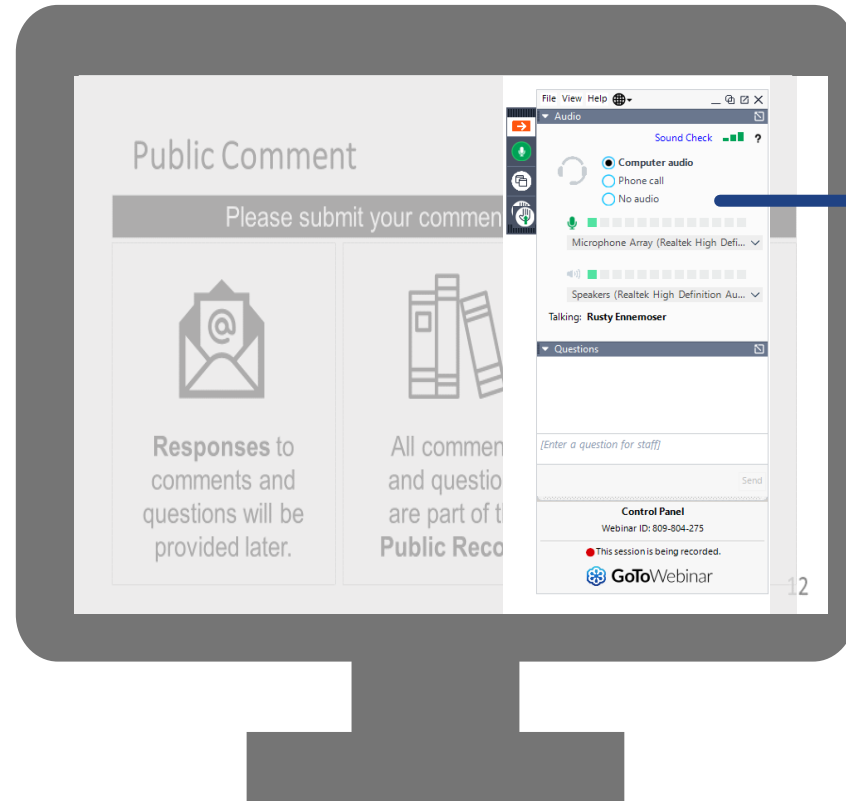 Public Comment
Please submit your commen
@
Responses to
comments and
questions will be
provided later.
All commen
and questio
are part of t
Public Reco
File View Help
Audio
Sound Check ?
Computer audio
Phone call
No audio
Microphone Array (Realtek High Defi...
Speakers (Realtek High Definition Au...
Talking: Rusty Ennemoser
Questions
[Enter a question for staff]
Send
Control Panel
Webinar ID: 809-804-275
This session is being recorded.
GoToWebinar
12